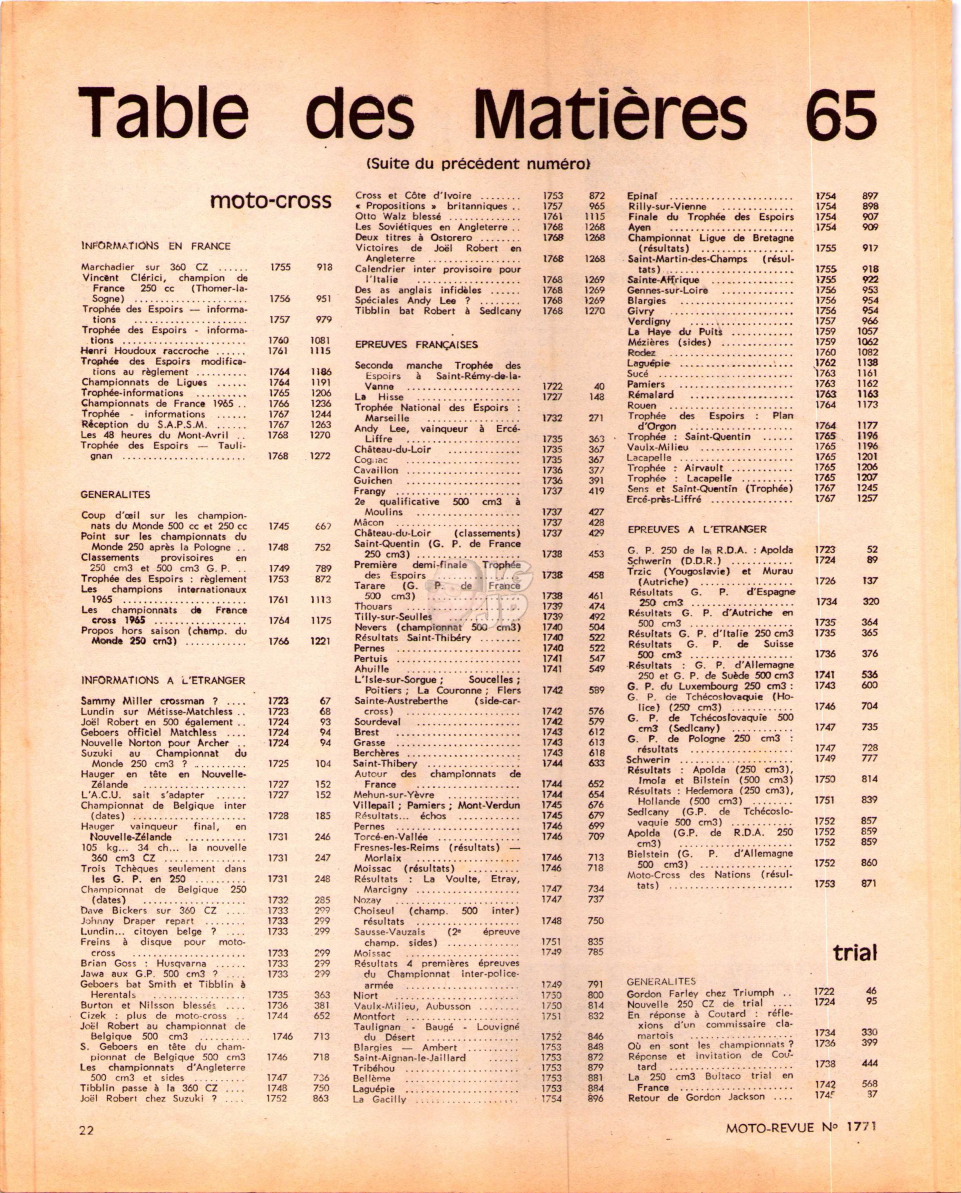 Table des Matières 65
(Suite du précédent numéro)
moto-cross
INFORMATIONS EN FRANCE
Marchadier sur 360 CZ ...... 1755 918
Vincent Clérici, champion de
France 250 cc (Thomer-la-
Sogne) ..................... 1756 951
Trophée des Espoirs — informa-
tions ..................... 1757 979
Trophée des Espoirs - informa-
tions ....................... 1760 1081
Henri Houdoux raccroche ...... 1761 1115
Trophée des Espoirs modifica-
tions au règlement .......... 1764 1186
Championnats de Ligues ...... 1764 1191
Trophée-informations .......... 1765 1206
Championnats de France 1965 .. 1766 1236
Trophée - informations ...... 1767 1244
Réception du S.A.P.S.M. ...... 1767 1263
Les 48 heures du Mont-Avril .. 1768 1270
Trophée des Espoirs — Tauli-
gnan ....................... 1768 1272
GENERALITES
Coup d'œil sur les champion-
nats du Monde 500 cc et 250 cc 1745 667
Point sur les championnats du
Monde 250 après la Pologne .. 1748 752
Classements provisoires en
250 cm3 et 500 cm3 G.P. .. 1749 789
Trophée des Espoirs : règlement 1753 872
Les champions internationaux
1965 ....................... 1761 1113
Les championnats de France
cross 1965 ................. 1764 1175
Propos hors saison (champ. du
Monde 250 cm3) ............. 1766 1221
INFORMATIONS A L'ETRANGER
Sammy Miller crossman ? .... 1723 67
Lundin sur Métisse-Matchless .. 1723 68
Joël Robert en 500 également .. 1724 93
Geboers officiel Matchless .... 1724 94
Nouvelle Norton pour Archer .. 1724 94
Suzuki au Championnat du
Monde 250 cm3 ? ............. 1725 104
Hauger en tête en Nouvelle-
Zélande ..................... 1727 152
L'A.C.U. sait s'adapter ....... 1727 152
Championnat de Belgique inter
(dates) ..................... 1728 185
Hauger vainqueur final, en
Nouvelle-Zélande ........... 1731 246
105 kg... 34 ch... la nouvelle
360 cm3 CZ ................. 1731 247
Trois Tchèques seulement dans
les G. P. en 250 .......... 1731 248
Championnat de Belgique 250
(dates) ................... 1732 285
Dave Bickers sur 360 CZ .... 1733 299
Johnny Draper repart ....... 1733 299
Lundin... citoyen belge ? .... 1733 299
Freins à disque pour moto-
cross ..................... 1733 299
Brian Goss : Husqvarna ...... 1733 299
Jawa aux G.P. 500 cm3 ? .... 1733 299
Geboers bat Smith et Tibblin à
Herentals ................. 1735 363
Burton et Nilsson blessés .... 1736 381
Cizek : plus de moto-cross .. 1744 652
Joël Robert au championnat de
Belgique 500 cm3 .......... 1746 713
S. Geboers en tête du cham-
pionnat de Belgique 500 cm3 1746 718
Les championnats d'Angleterre
500 cm3 et sides .......... 1747 736
Tibblin passe à la 360 CZ .. 1748 750
Joël Robert chez Suzuki ? .... 1752 863
Cross et Côte d'Ivoire ........ 1753 872
« Propositions » britanniques .. 1757 965
Otto Walz blessé ............. 1761 1115
Les Soviétiques en Angleterre .. 1768 1268
Deux titres à Ostorero ........ 1768 1268
Victoires de Joël Robert en
Angleterre ................. 1768 1268
Calendrier inter provisoire pour
l'Italie ..................... 1768 1269
Des as anglais infidèles ...... 1768 1269
Spéciales Andy Lee ? ........ 1768 1269
Tibblin bat Robert à Sedlcany 1768 1270
EPREUVES FRANÇAISES
Seconde manche Trophée des
Espoirs à Saint-Rémy-de-la-
Vanne ..................... 1722 40
La Hisse ..................... 1727 148
Trophée National des Espoirs :
Marseille ................... 1732 271
Andy Lee, vainqueur à Ercé-
Liffre ..................... 1735 363
Château-du-Loir ............. 1735 367
Cognac ..................... 1735 367
Cavaillon ................... 1736 377
Guichen ..................... 1736 391
Frangy ..................... 1737 419
2e qualificative 500 cm3 à
Moulins ................... 1737 427
Mâcon ....................... 1737 428
Château-du-Loir (classements) 1737 429
Saint-Quentin (G. P. de France
250 cm3) ................... 1738 453
Première demi-finale Trophée
des Espoirs ................. 1738 458
Tarare (G. P. de France
500 cm3) ................... 1738 461
Thouars ..................... 1739 474
Tilly-sur-Seulles ............. 1739 492
Nevers (championnat 500 cm3) 1740 504
Résultats Saint-Thibéry ....... 1740 522
Pernes ....................... 1740 522
Pertuis ..................... 1741 547
Ahuille ..................... 1741 549
L'Isle-sur-Sorgue ; Soucelles ;
Poitiers ; La Couronne ; Flers 1742 589
Sainte-Austreberthe (side-car-
cross) ..................... 1742 576
Sourdeval ................... 1742 579
Brest ....................... 1743 612
Grasse ....................... 1743 613
Berchères ................... 1743 618
Saint-Thibery ............... 1744 633
Autour des championnats de
France ..................... 1744 652
Mehun-sur-Yèvre ............. 1744 654
Villepail ; Pamiers ; Mont-Verdun 1745 676
Résultats... échos ........... 1745 679
Pernes ....................... 1746 699
Torcé-en-Vallée ............. 1746 709
Fresnes-les-Reims (résultats) —
Morlaix ................... 1746 713
Moissac (résultats) ......... 1746 718
Résultats : La Voulte, Etray,
Marcigny ................... 1747 734
Nozay ....................... 1747 737
Choiseul (champ. 500 inter)
résultats ................... 1748 750
Sausse-Vauzais (2e épreuve
champ. sides) ............. 1751 835
Moissac ..................... 1749 785
Résultats 4 premières épreuves
du Championnat inter-police-
armée ..................... 1749 791
Niort ....................... 1750 800
Vaulx-Milieu, Aubusson ....... 1750 814
Montfort ..................... 1751 832
Taulignan - Baugé - Louvigné
du Désert ................. 1752 846
Blargies — Ambert ........... 1753 848
Saint-Aignan-le-Jaillard ....... 1753 872
Tribéhou ..................... 1753 879
Bellème ..................... 1753 881
Laguépie ..................... 1753 884
La Gacilly ................... 1754 896
Epinal ....................... 1754 897
Rilly-sur-Vienne ............. 1754 898
Finale du Trophée des Espoirs 1754 907
Ayen ....................... 1754 909
Championnat Ligue de Bretagne
(résultats) ................. 1755 917
Saint-Martin-des-Champs (résul-
tats) ....................... 1755 918
Sainte-Affrique ............... 1755 922
Gennes-sur-Loire ............. 1756 953
Blargies ..................... 1756 954
Givry ....................... 1756 954
Verdigny ................... 1757 966
La Haye du Puits ........... 1759 1057
Mézières (sides) ............. 1759 1062
Rodez ....................... 1760 1082
Laguépie ..................... 1762 1138
Sucé ....................... 1763 1161
Pamiers ..................... 1763 1162
Rémalard ................... 1763 1163
Rouen ....................... 1764 1173
Trophée des Espoirs : Plan
d'Orgon ................... 1764 1177
Trophée : Saint-Quentin ...... 1765 1196
Vaulx-Milieu ................. 1765 1196
Lacapelle ................... 1765 1201
Trophée : Airvault ........... 1765 1206
Trophée : Lacapelle ......... 1765 1207
Sens et Saint-Quentin (Trophée) 1767 1245
Ercé-près-Liffré ............. 1767 1257
EPREUVES A L'ETRANGER
G. P. 250 de la R.D.A. : Apolda 1723 52
Schwerin (D.D.R.) ........... 1724 89
Trzic (Yougoslavie) et Murau
(Autriche) ................. 1726 137
Résultats G. P. d'Espagne
250 cm3 ................... 1734 320
Résultats G. P. d'Autriche en
500 cm3 ................... 1735 364
Résultats G. P. d'Italie 250 cm3 1735 365
Résultats G. P. de Suisse
500 cm3 ................... 1736 376
Résultats : G. P. d'Allemagne
250 et G. P. de Suède 500 cm3 1741 536
G. P. du Luxembourg 250 cm3 : 1743 600
G. P. de Tchécoslovaquie (Ho-
lice) (250 cm3) ............. 1746 704
G. P. de Tchécoslovaquie 500
cm3 (Sedlcany) ............. 1747 735
G. P. de Pologne 250 cm3 :
résultats ................... 1747 728
Schwerin ..................... 1749 777
Résultats : Apolda (250 cm3),
Imola et Bilstein (500 cm3) 1750 814
Résultats : Hedemora (250 cm3),
Hollande (500 cm3) ........ 1751 839
Sedlcany (G.P. de Tchécoslo-
vaquie 500 cm3) ........... 1752 857
Apolda (G.P. de R.D.A. 250 1752 859
cm3) ....................... 1752 859
Bielstein (G. P. d'Allemagne
500 cm3) ................... 1752 860
Moto-Cross des Nations (résul-
tats) ....................... 1753 871
trial
GENERALITES
Gordon Farley chez Triumph .. 1722 46
Nouvelle 250 CZ de trial .... 1724 95
En réponse à Coutard : réfle-
xions d'un commissaire cla-
martois ..................... 1734 330
Où en sont les championnats ? 1736 399
Réponse et invitation de Cou-
tard ....................... 1738 444
La 250 cm3 Bultaco trial en
France ..................... 1742 568
Retour de Gordon Jackson .... 37
22
MOTO-REVUE N° 1771